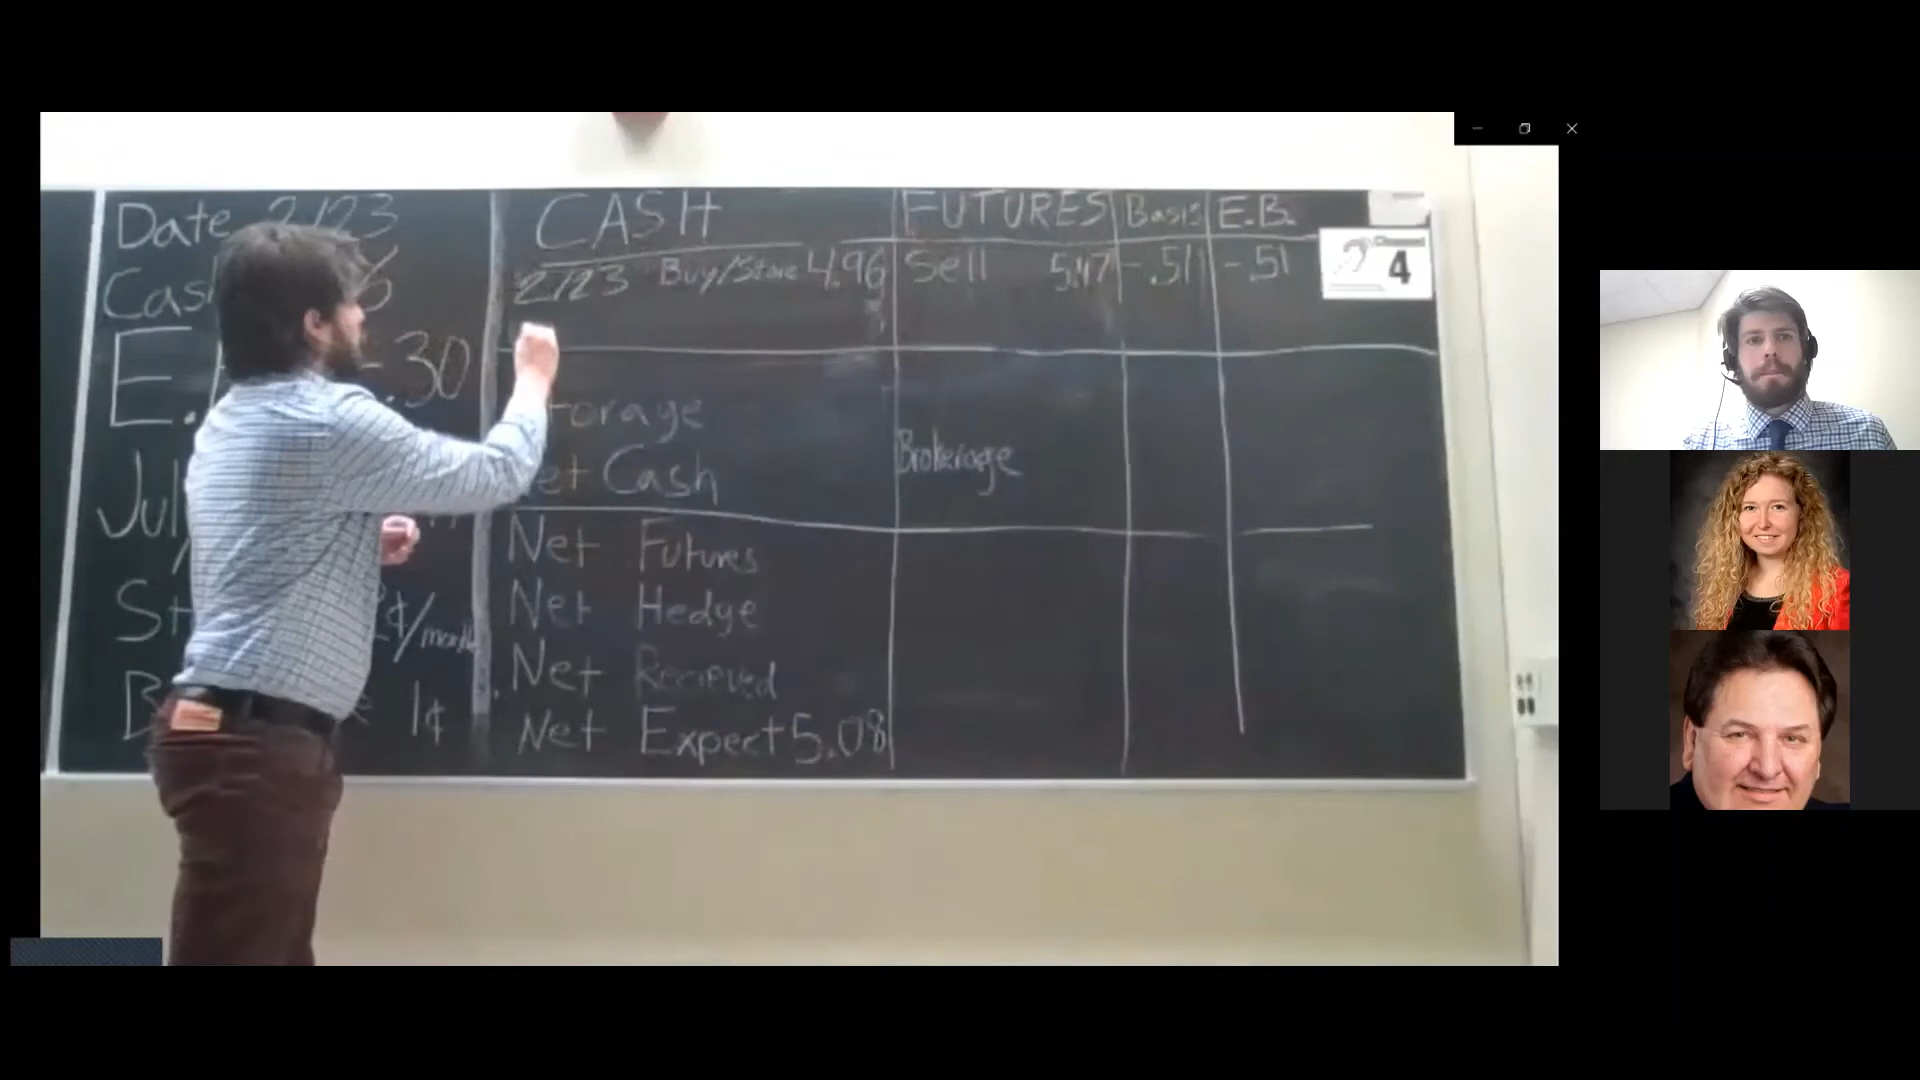 Date 2/23
Cas
E. -.30
Jul
St 2¢/month
B 1¢
CASH FUTURES Basis E.B.
2/23 Buy/Store 4.96 Sell 5.47 -.51 -.51
4
torage
Brokerage
et Cash
Net Futures
Net Hedge
Net Recieved
Net Expect 5.08